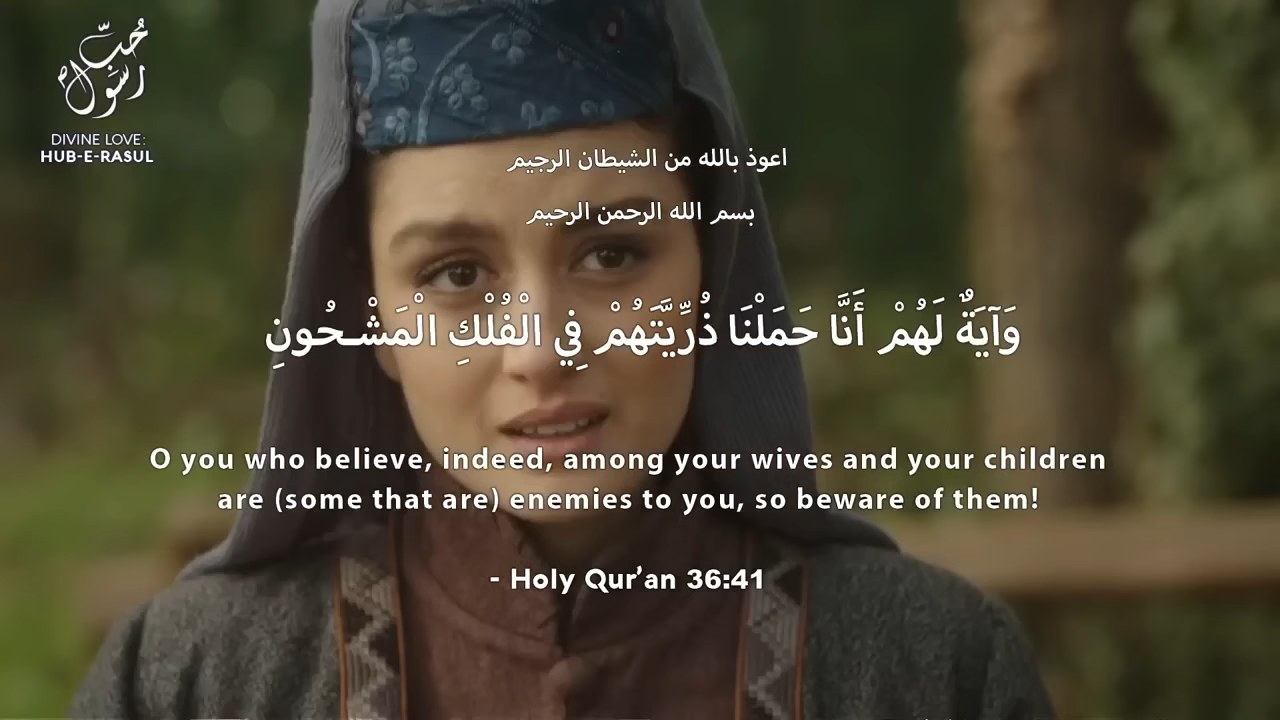 حُبِّ
رَسُوْل
DIVINE LOVE:
HUB-E-RASUL
اعوذ بالله من الشيطان الرجيم
بسم الله الرحمن الرحيم
وَآيَةٌ لَهُمْ أَنَّا حَمَلْنَا ذُرِّيَّتَهُمْ فِي الْفُلْكِ الْمَشْحُونِ
O you who believe, indeed, among your wives and your children
are (some that are) enemies to you, so beware of them!
- Holy Qur’an 36:41